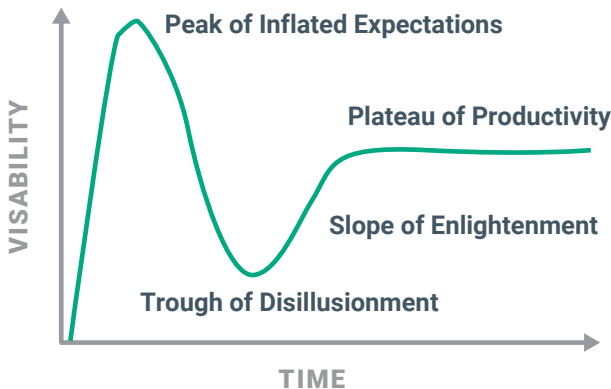 Peak of Inflated Expectations
Plateau of Productivity
VISABILITY
Slope of Enlightenment
Trough of Disillusionment
TIME